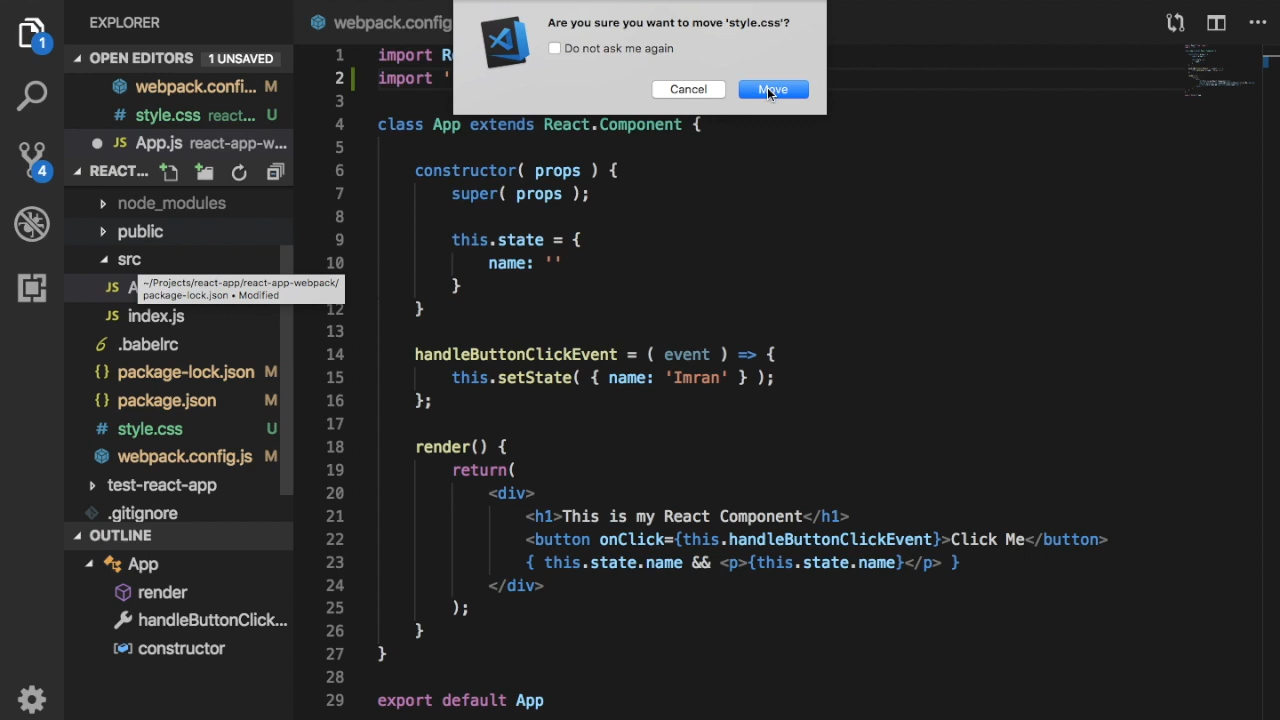 1
4
EXPLORER
OPEN EDITORS 1 UNSAVED
webpack.confi... M
# style.css react... U
JS App.js react-app-w...
REACT...
node_modules
public
src
JS A
~/Projects/react-app/react-app-webpack/
package-lock.json • Modified
JS index.js
.babelrc
{} package-lock.json M
{} package.json M
# style.css U
webpack.config.js M
test-react-app
.gitignore
OUTLINE
App
render
handleButtonClick...
constructor
webpack.config
Are you sure you want to move 'style.css'?
Do not ask me again
Cancel Move
1 import R
2 import '
3
4 class App extends React.Component {
5
6 constructor( props ) {
7 super( props );
8
9 this.state = {
10 name: ''
}
12 }
13
14 handleButtonClickEvent = ( event ) => {
15 this.setState( { name: 'Imran' } );
16 };
17
18 render() {
19 return(
20 <div>
21 <h1>This is my React Component</h1>
22 <button onClick={this.handleButtonClickEvent}>Click Me</button>
23 { this.state.name && <p>{this.state.name}</p> }
24 </div>
25 );
26 }
27 }
28
29 export default App